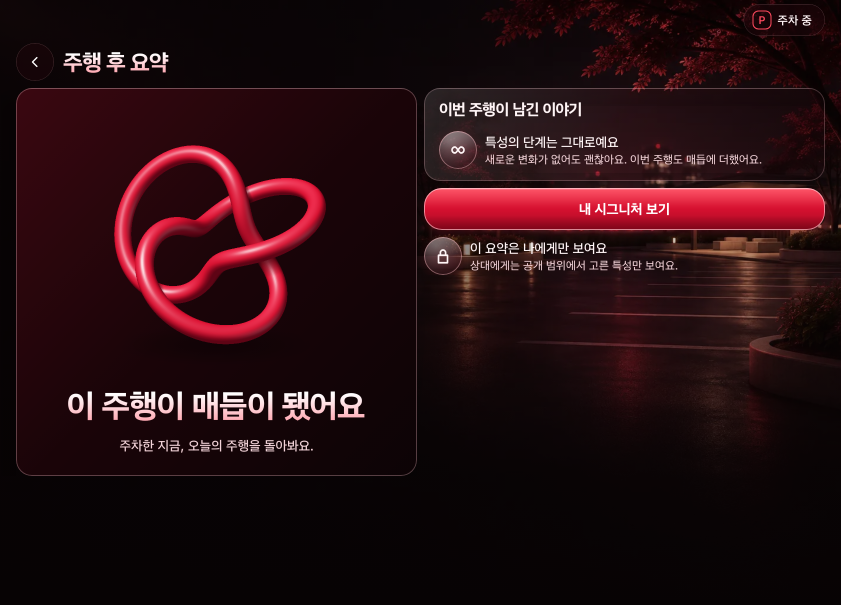 P 주차 중
주행 후 요약
이 주행이 매듭이 됐어요
주차한 지금, 오늘의 주행을 돌아봐요.
이번 주행이 남긴 이야기
특성의 단계는 그대로예요
새로운 변화가 없어도 괜찮아요. 이번 주행도 매듭에 더했어요.
내 시그니처 보기
이 요약은 나에게만 보여요
상대에게는 공개 범위에서 고른 특성만 보여요.